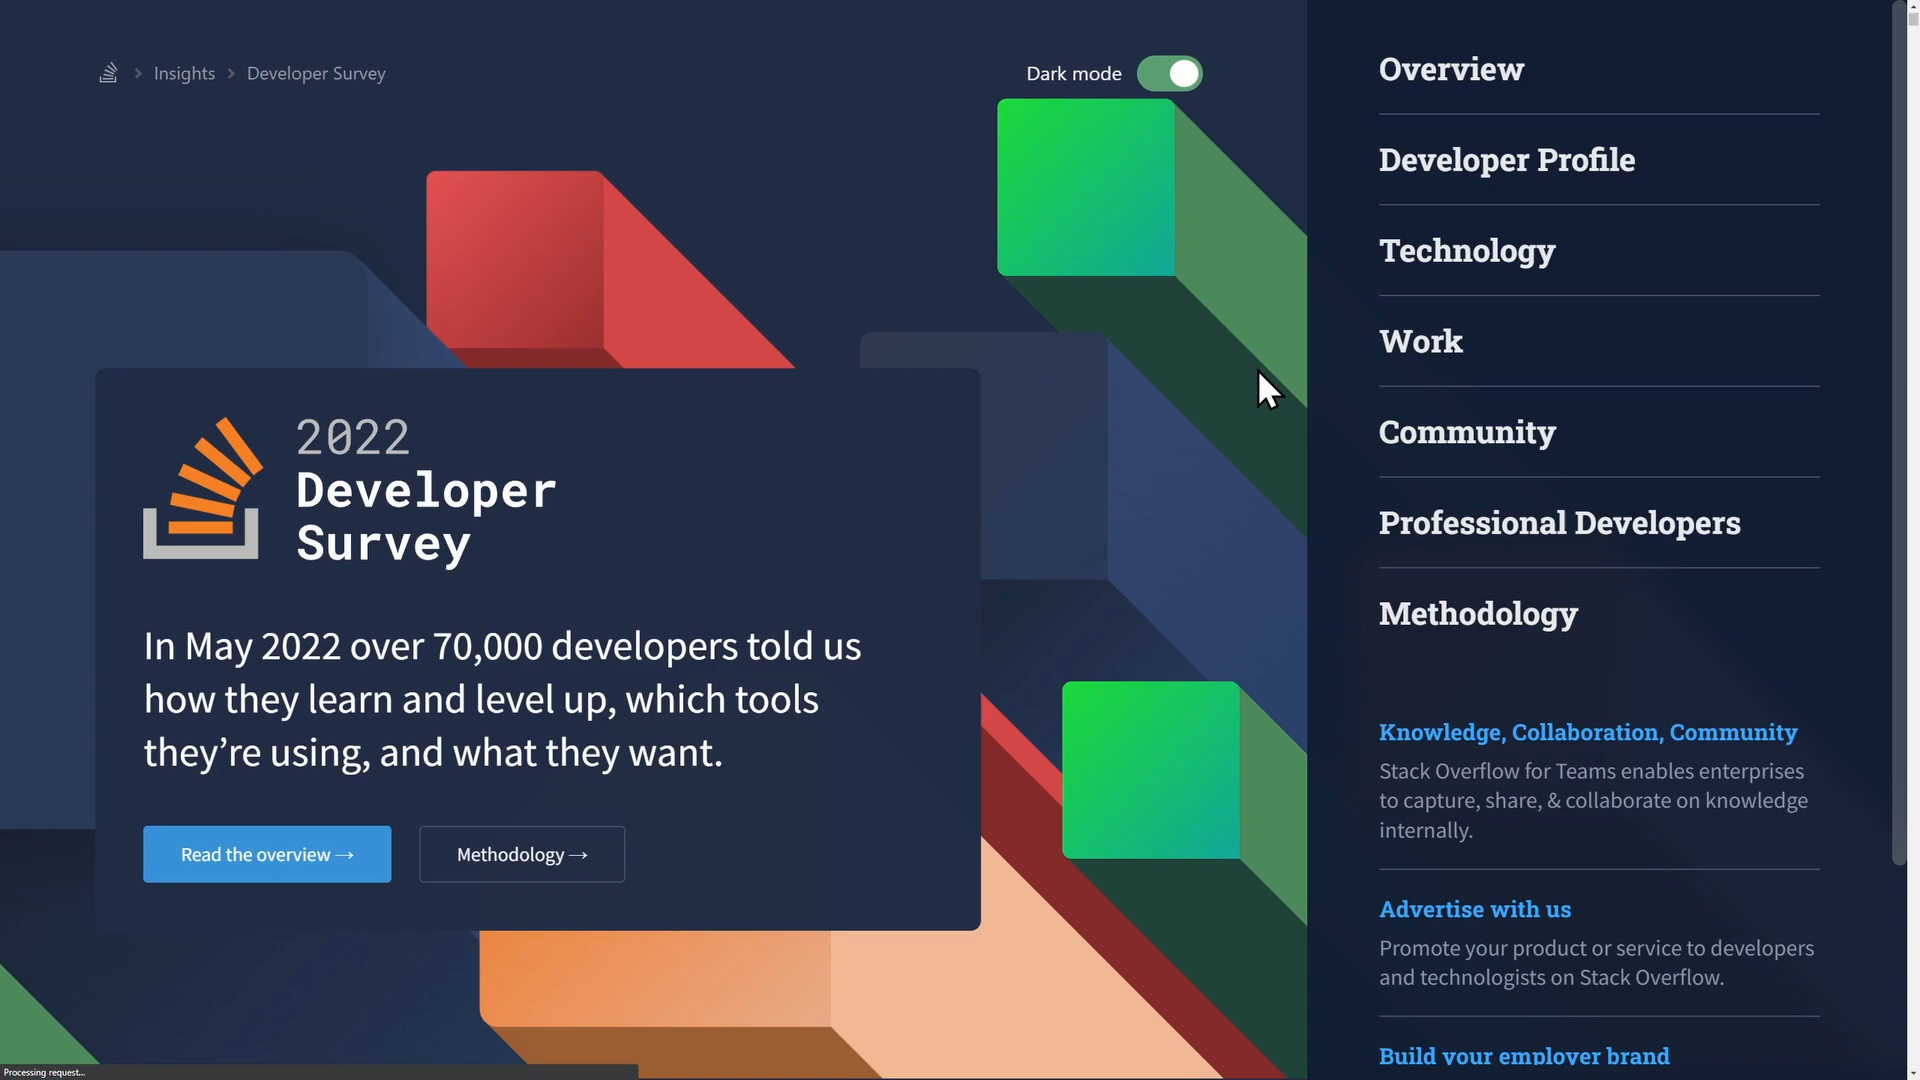 Insights
Developer Survey
Dark mode
2022
Developer
Survey
In May 2022 over 70,000 developers told us
how they learn and level up, which tools
they’re using, and what they want.
Read the overview →
Methodology →
Overview
Developer Profile
Technology
Work
Community
Professional Developers
Methodology
Knowledge, Collaboration, Community
Stack Overflow for Teams enables enterprises
to capture, share, & collaborate on knowledge
internally.
Advertise with us
Promote your product or service to developers
and technologists on Stack Overflow.
Build your employer brand
Processing request...